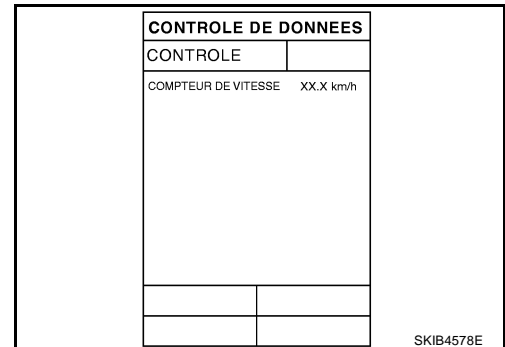 CONTROLE DE DONNEES
CONTROLE
COMPTEUR DE VITESSE XX.X km/h
SKIB4578E